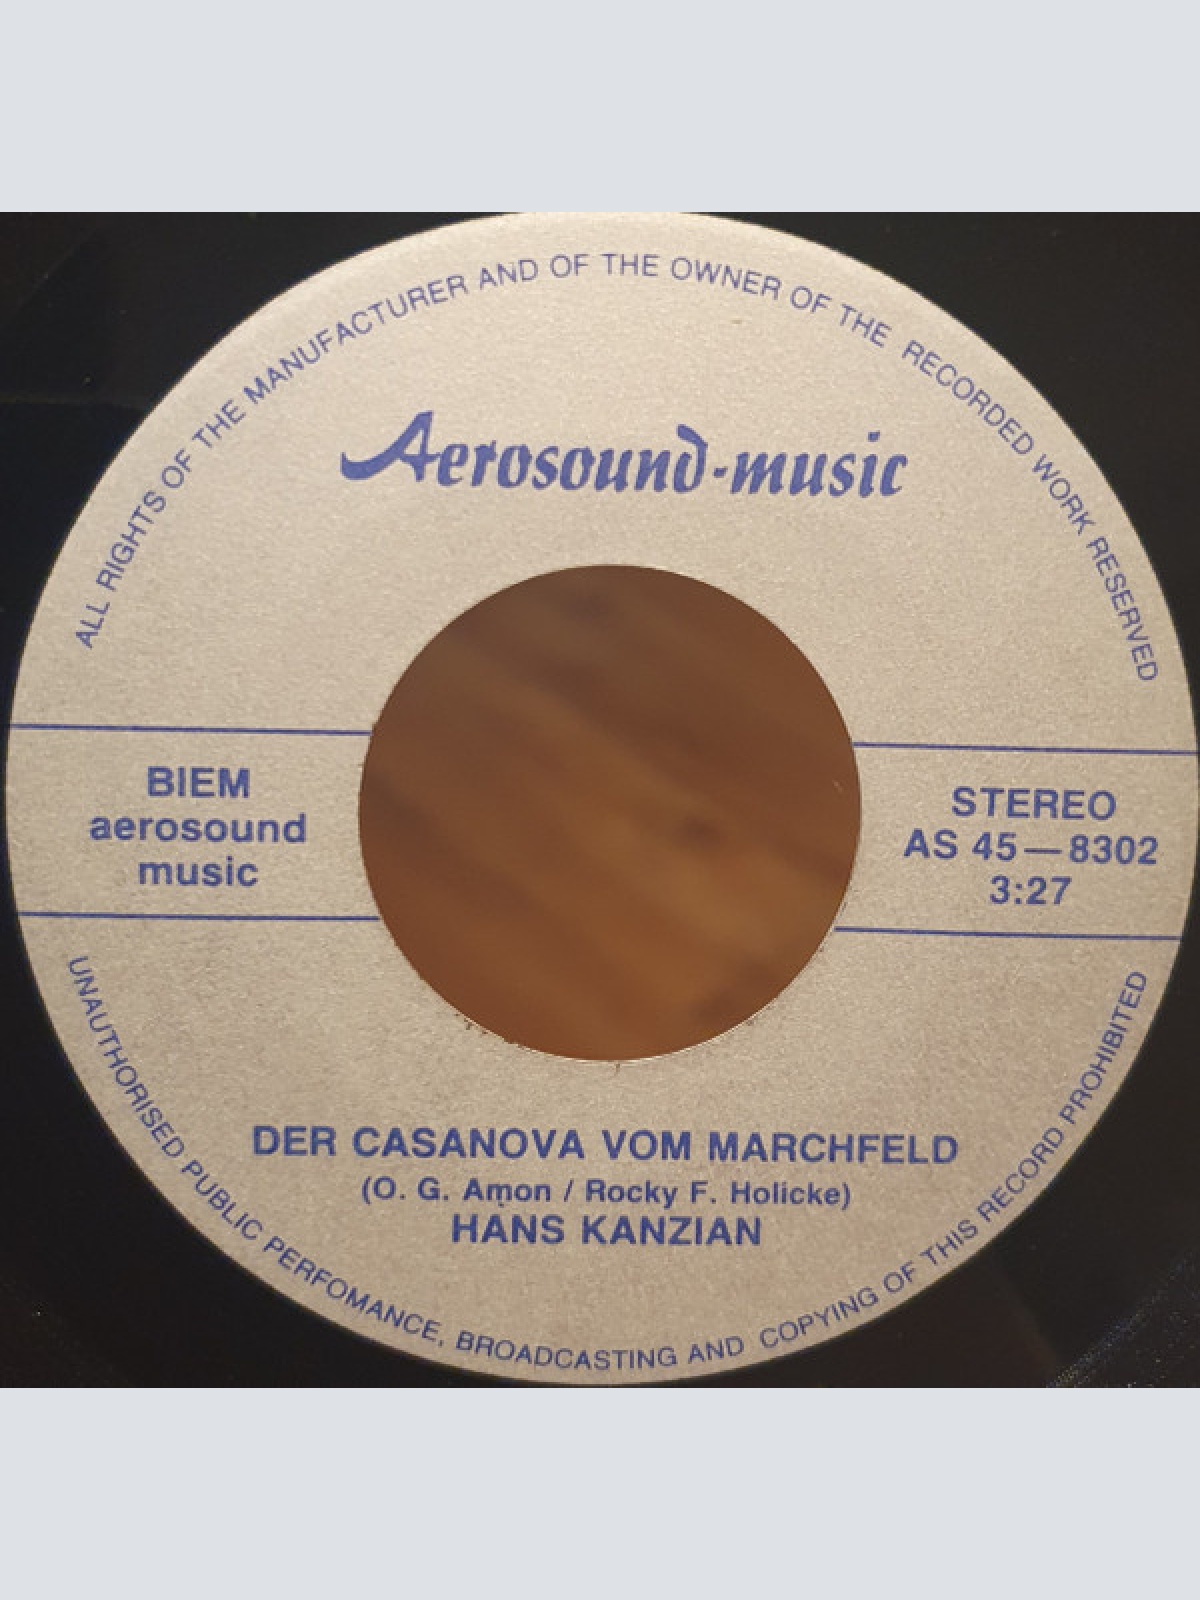 ALL RIGHTS OF THE MANUFACTURER AND OF THE OWNER OF THE RECORDED WORK RESERVED
Aerosound-music
BIEM
aerosound
music
STEREO
AS 45—8302
3:27
DER CASANOVA VOM MARCHFELD
(O. G. Amon / Rocky F. Holicke)
HANS KANZIAN
UNAUTHORISED PUBLIC PERFOMANCE, BROADCASTING AND COPYING OF THIS RECORD PROHIBITED